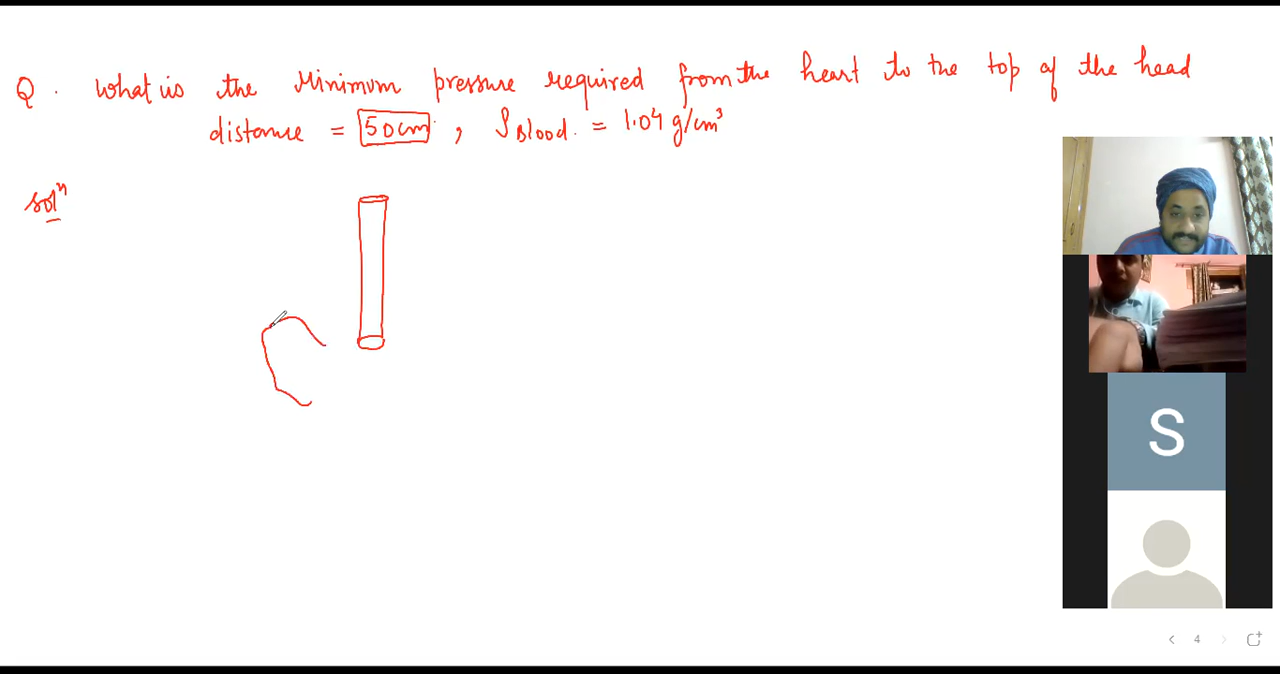 Q. What is the Minimum pressure required from the heart to the top of the head
distance = 50cm, ρBlood. = 1.04 g/cm³
solⁿ
S
4